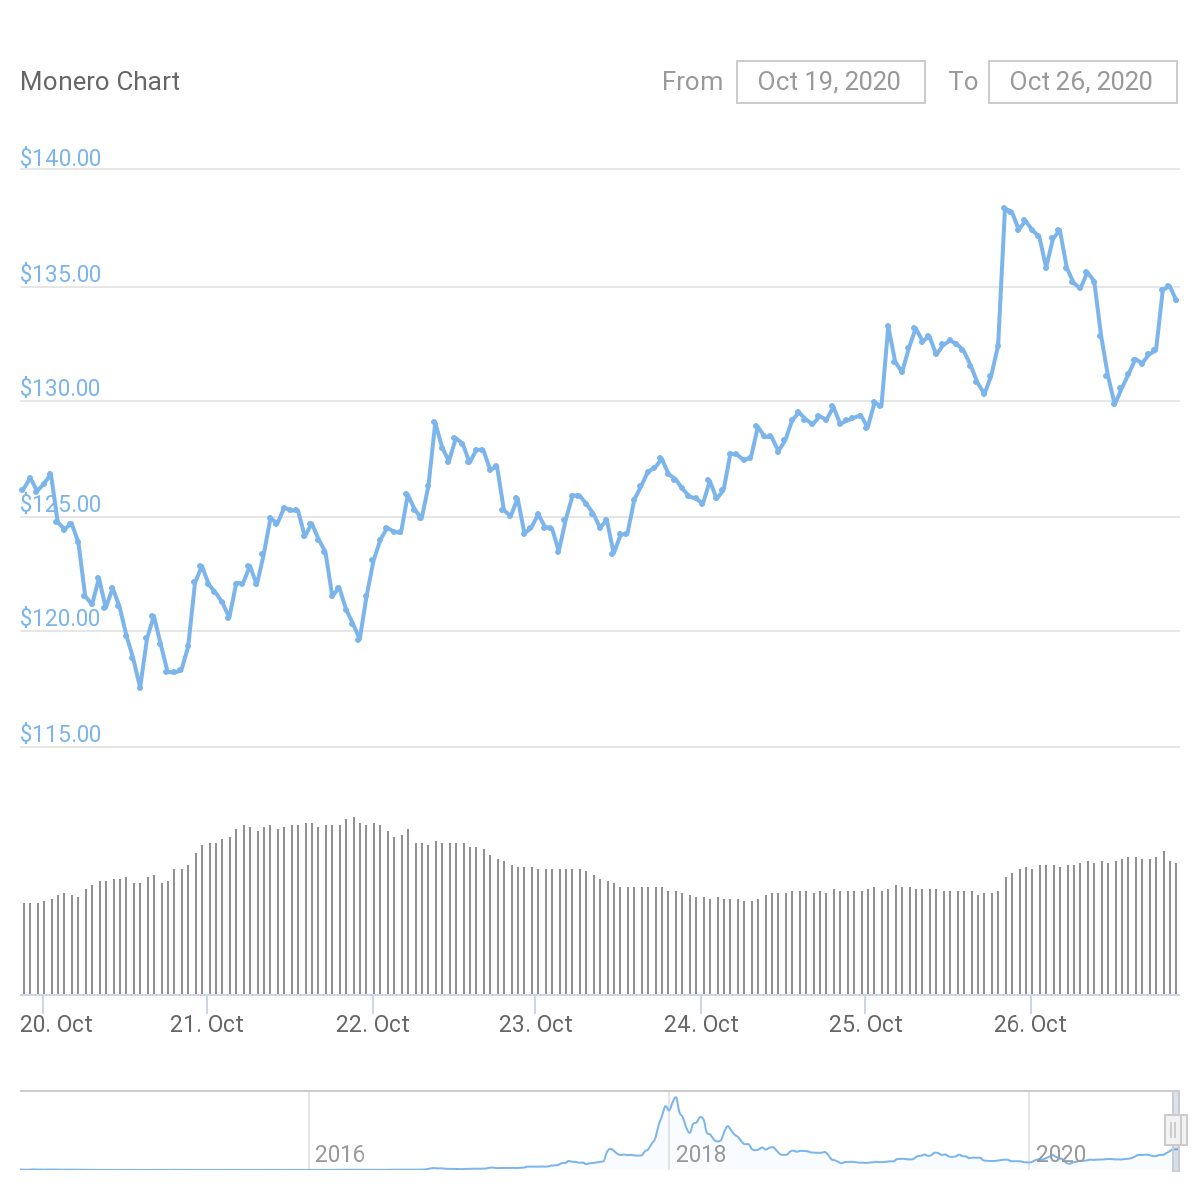 Monero Chart
From Oct 19, 2020 To Oct 26, 2020
$140.00
$135.00
$130.00
$125.00
$120.00
$115.00
20. Oct 21. Oct 22. Oct 23. Oct 24. Oct 25. Oct 26. Oct
2016 2018 2020